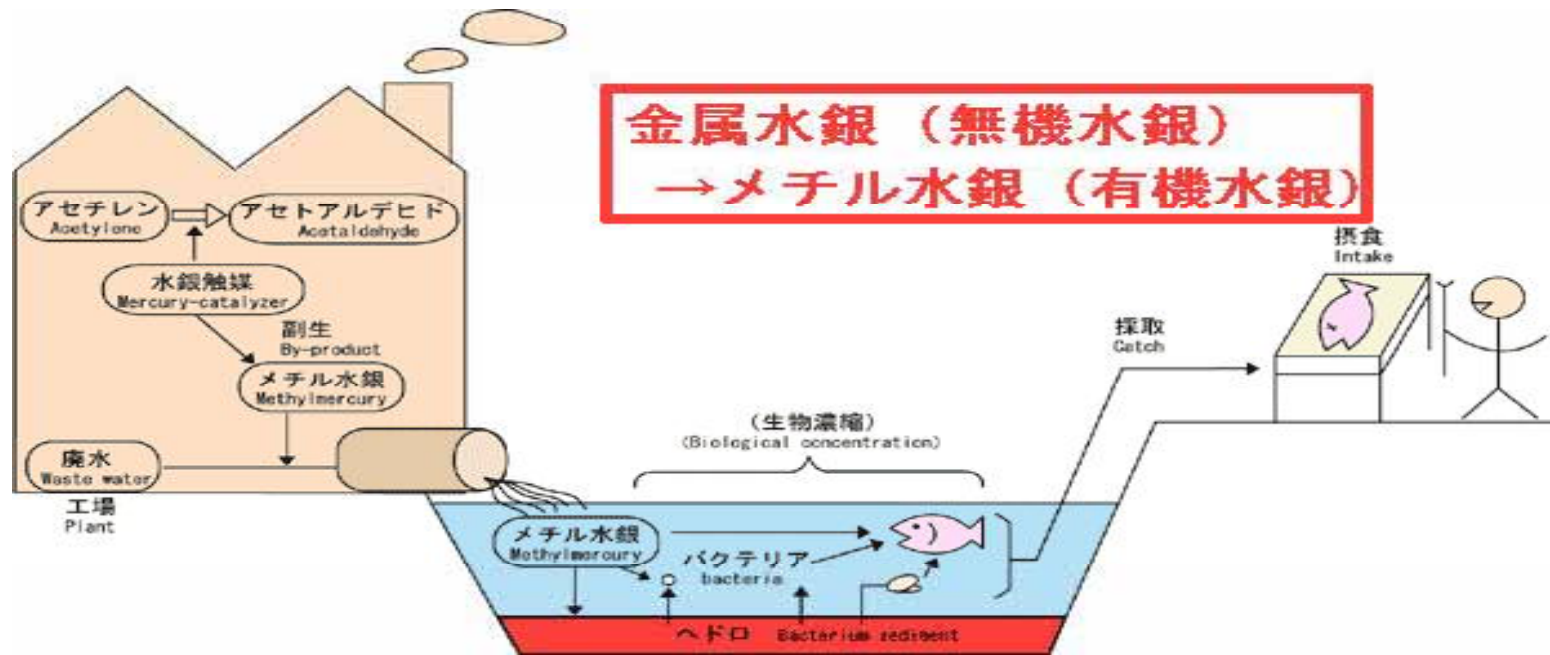 金属水銀（無機水銀）
→メチル水銀（有機水銀）
アセチレン
Acetylene
アセトアルデヒド
Acetaldehyde
水銀触媒
Mercury-catalyzer
副生
By-product
メチル水銀
Methylmercury
廃水
Waste water
工場
Plant
(生物濃縮)
(Biological concentration)
メチル水銀
Methylmercury
バクテリア
bacteria
ヘドロ Bacterium sediment
採取
Catch
摂食
Intake